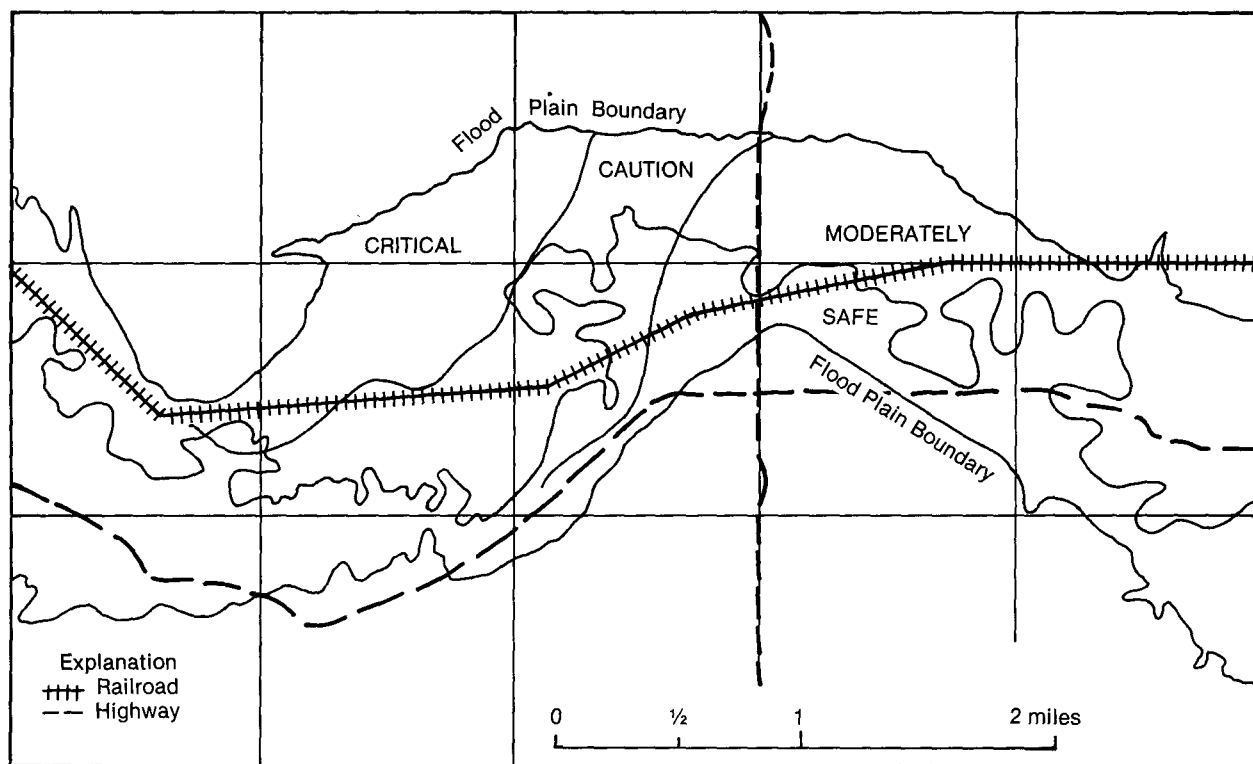 Flood Plain Boundary
CAUTION
CRITICAL
MODERATELY
SAFE
Flood Plain Boundary
Explanation
Railroad
Highway
0 ½ 1 2 miles